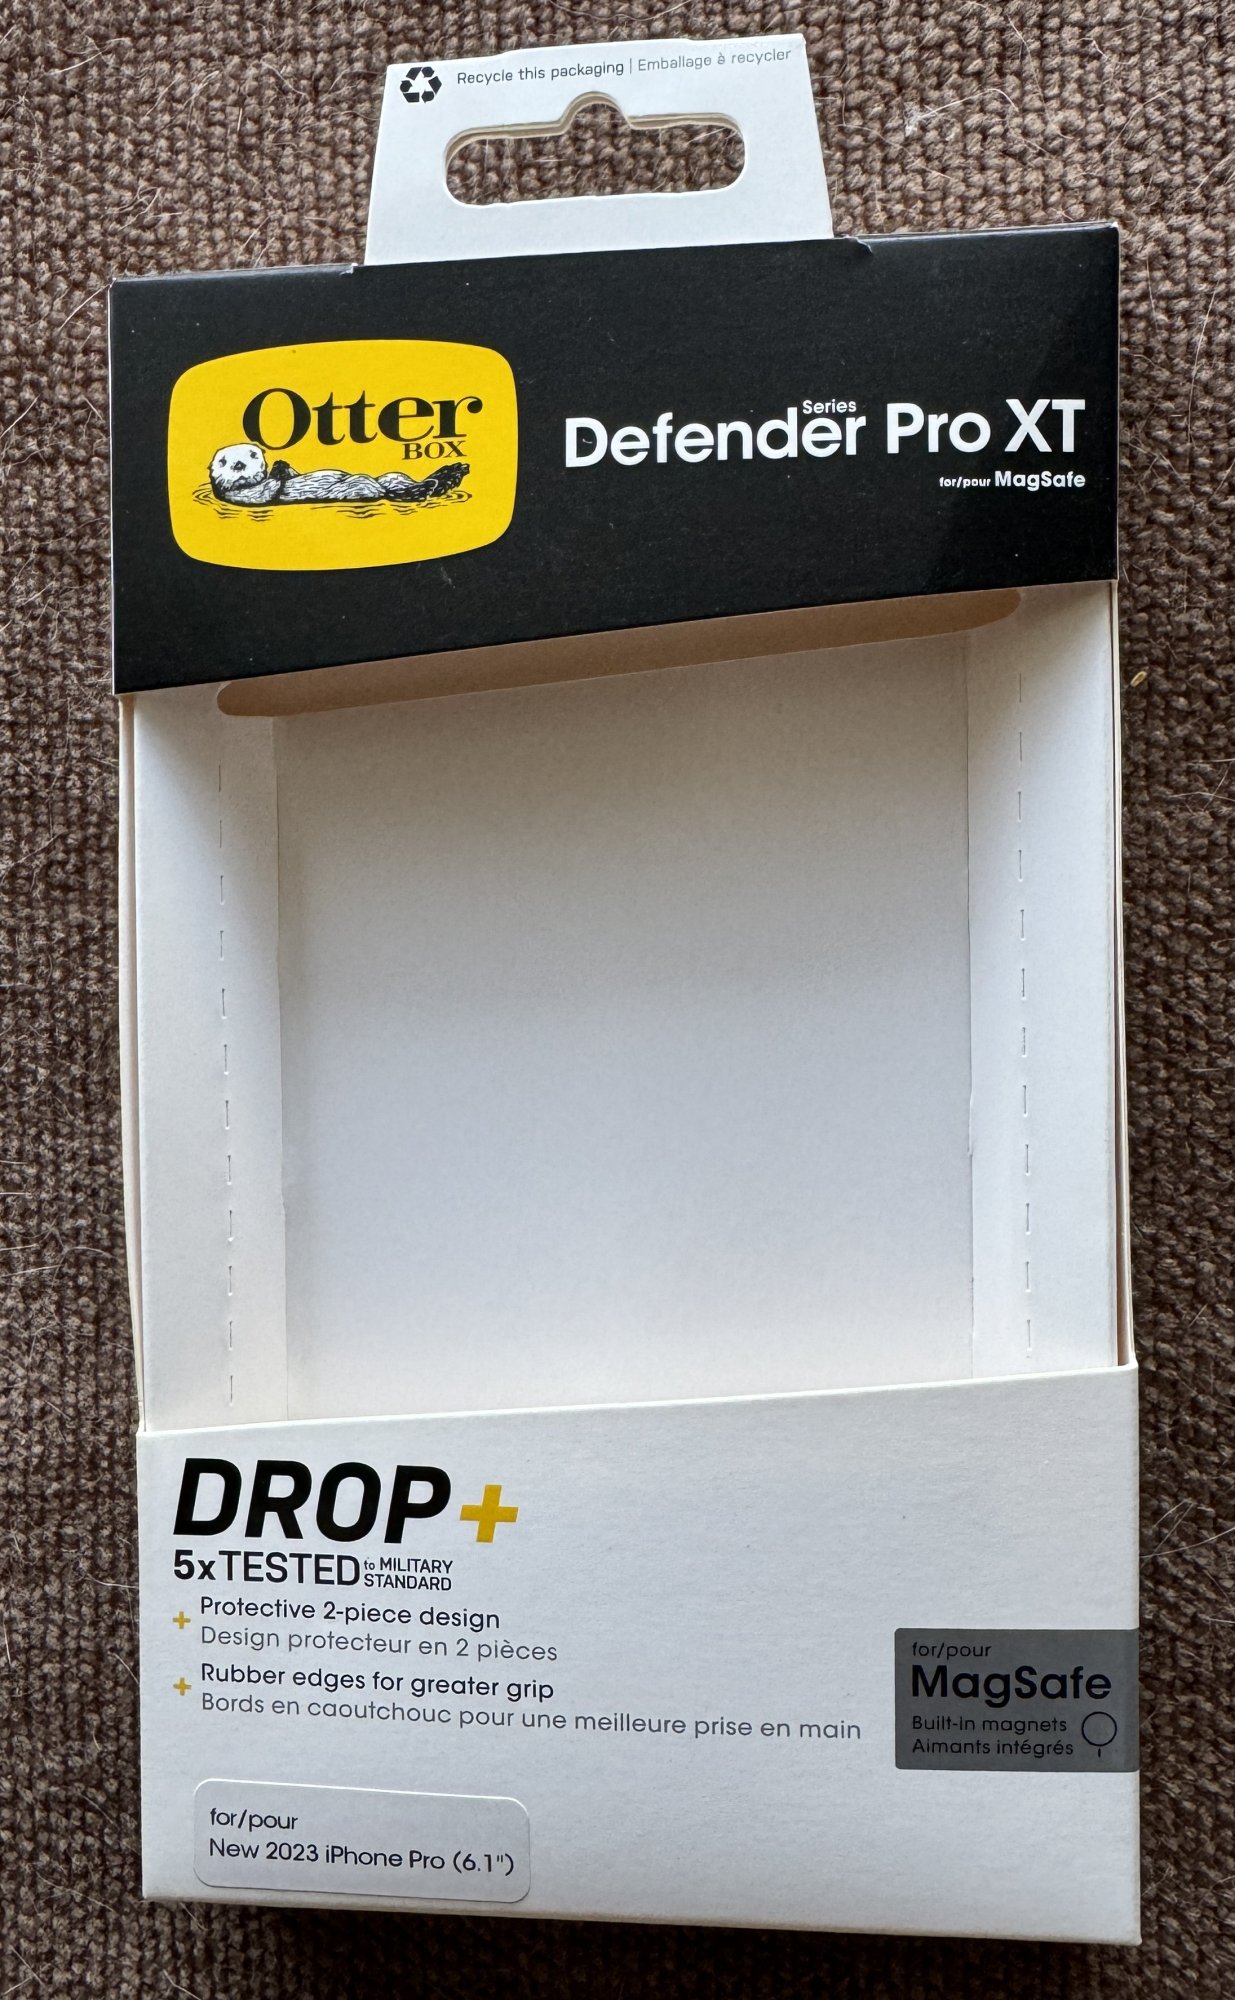 Recycle this packaging | Emballage à recycler
Otter
BOX
Defender Series Pro XT
for/pour MagSafe
DROP+
5xTESTED to MILITARY STANDARD
+ Protective 2-piece design
Design protecteur en 2 pièces
+ Rubber edges for greater grip
Bords en caoutchouc pour une meilleure prise en main
for/pour
MagSafe
Built-in magnets
Aimants intégrés
for/pour
New 2023 iPhone Pro (6.1")